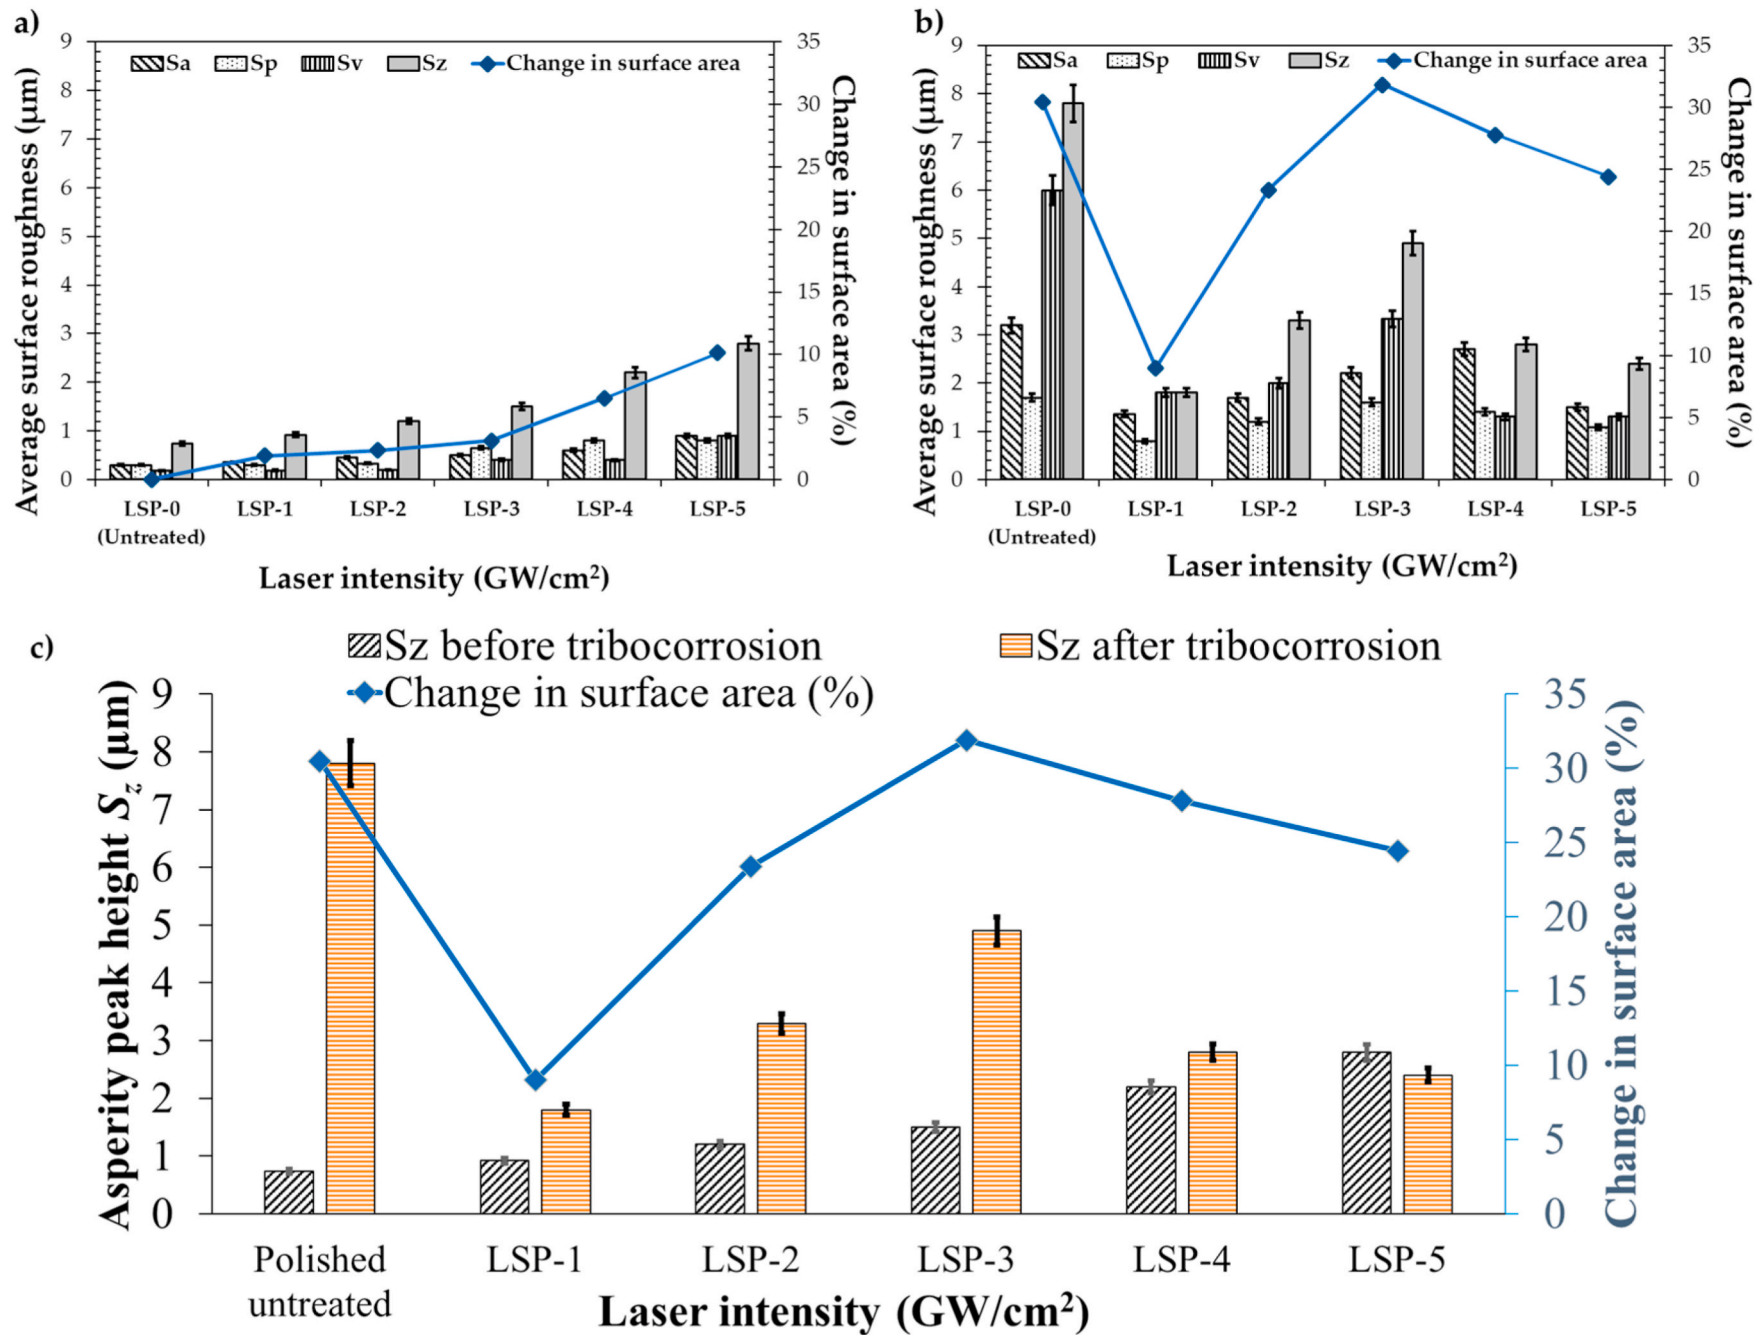 a)
Sa Sp Sv Sz Change in surface area
Average surface roughness (μm)
9
8
7
6
5
4
3
2
1
0
35
30
25
20
15
10
5
0
Change in surface area (%)
LSP-0 LSP-1 LSP-2 LSP-3 LSP-4 LSP-5
(Untreated)
Laser intensity (GW/cm²)
b)
Sa Sp Sv Sz Change in surface area
Average surface roughness (μm)
9
8
7
6
5
4
3
2
1
0
35
30
25
20
15
10
5
0
Change in surface area (%)
LSP-0 LSP-1 LSP-2 LSP-3 LSP-4 LSP-5
(Untreated)
Laser intensity (GW/cm²)
c)
Sz before tribocorrosion Sz after tribocorrosion
Change in surface area (%)
Asperity peak height Sz (μm)
9
8
7
6
5
4
3
2
1
0
35
30
25
20
15
10
5
0
Change in surface area (%)
Polished LSP-1 LSP-2 LSP-3 LSP-4 LSP-5
untreated
Laser intensity (GW/cm²)